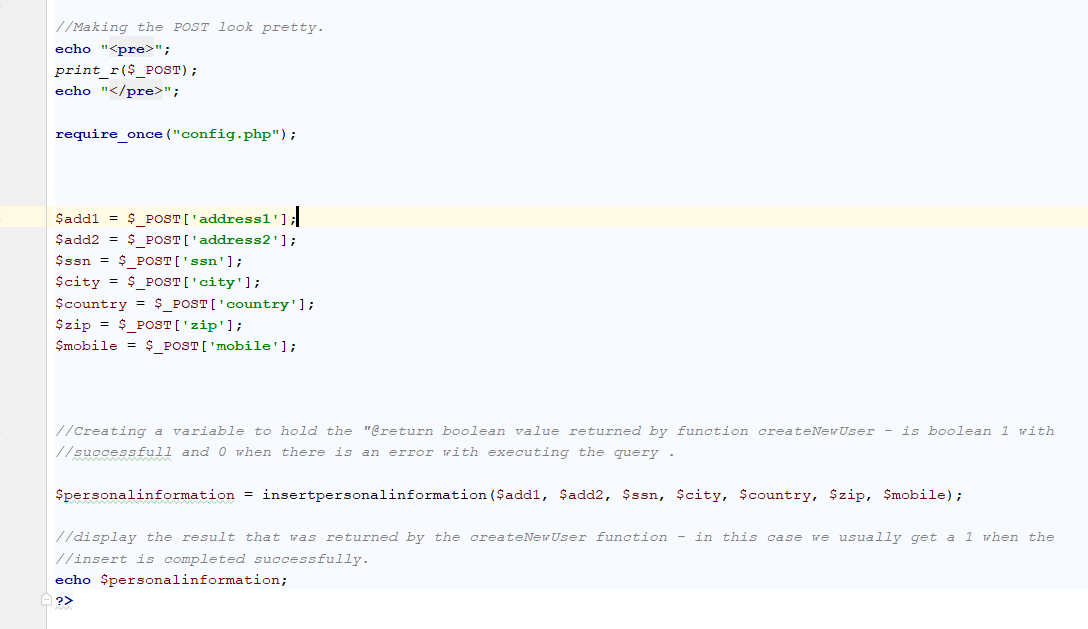 //Making the POST look pretty.
echo "<pre>";
print_r($_POST);
echo "</pre>";
require_once("config.php");
$add1 = $_POST['address1'];
$add2 = $_POST['address2'];
$ssn = $_POST['ssn'];
$city = $_POST['city'];
$country = $_POST['country'];
$zip = $_POST['zip'];
$mobile = $_POST['mobile'];
//Creating a variable to hold the "@return boolean value returned by function createNewUser - is boolean 1 with
//successfull and 0 when there is an error with executing the query .
$personalinformation = insertpersonalinformation($add1, $add2, $ssn, $city, $country, $zip, $mobile);
//display the result that was returned by the createNewUser function - in this case we usually get a 1 when the
//insert is completed successfully.
echo $personalinformation;
?>